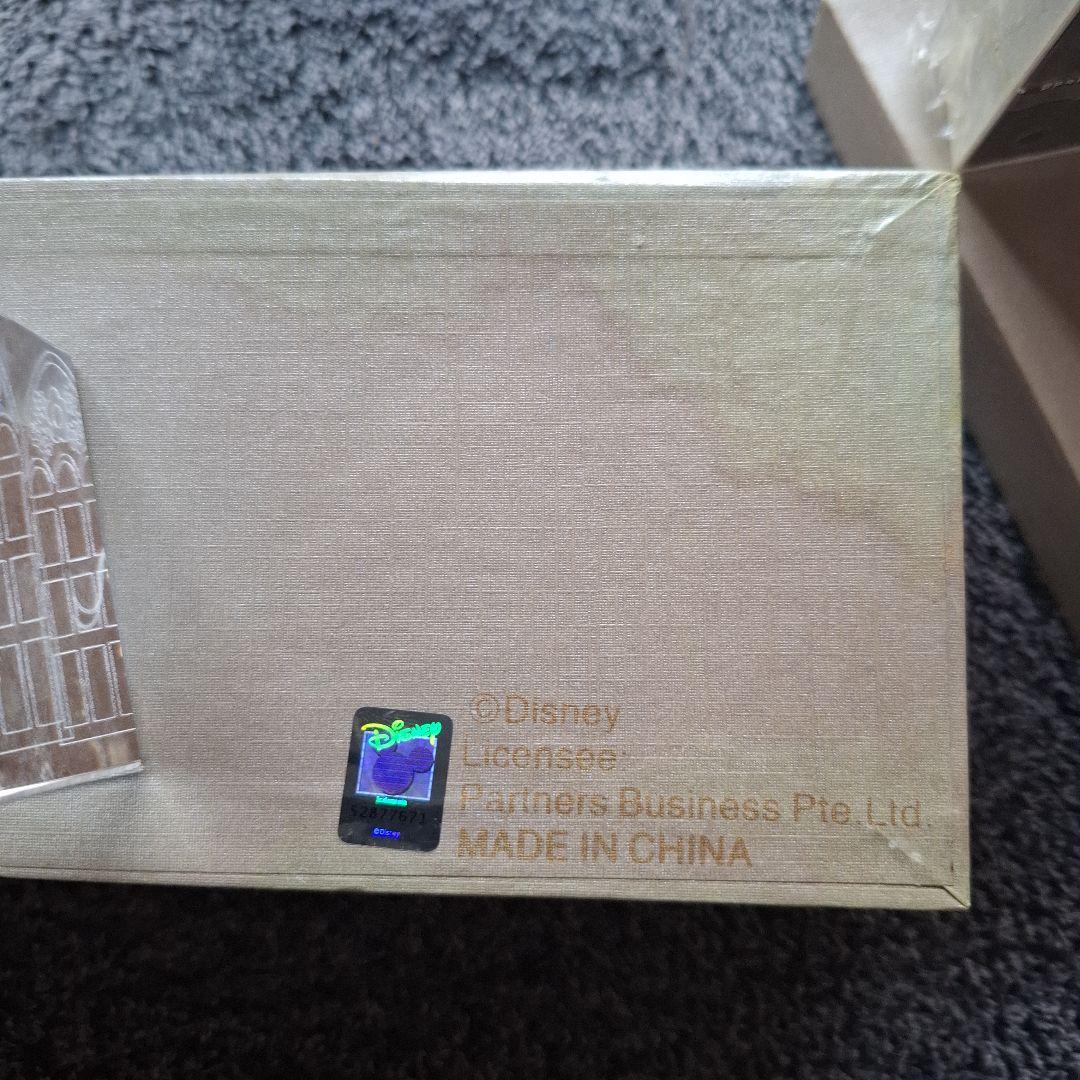 Disney
52877671
©Disney
©Disney
Licensee:
Partners Business Pte. Ltd.
MADE IN CHINA